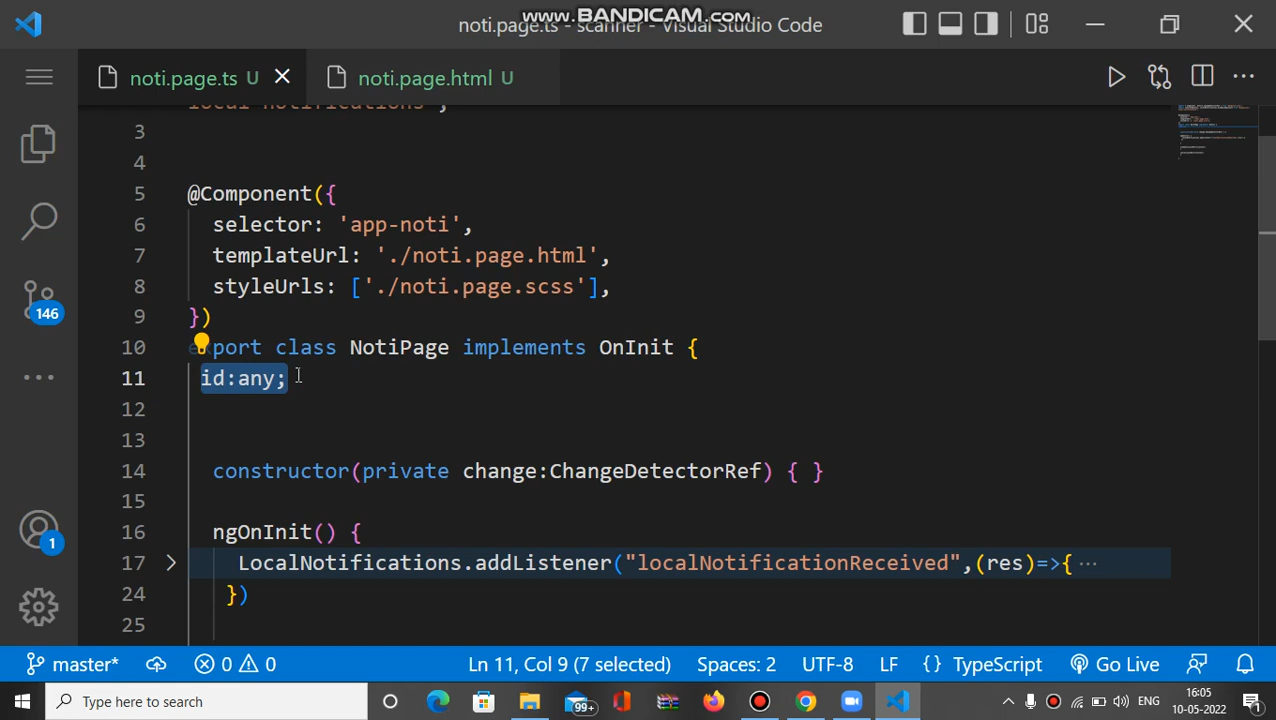 www.BANDICAM.com
noti.page.ts - scanner - Visual Studio Code
noti.page.ts U
noti.page.html U
local-notifications';
3
4
5 @Component({
6 selector: 'app-noti',
7 templateUrl: './noti.page.html',
8 styleUrls: ['./noti.page.scss'],
9 })
10 export class NotiPage implements OnInit {
11 id:any;
12
13
14 constructor(private change:ChangeDetectorRef) { }
15
16 ngOnInit() {
17 LocalNotifications.addListener("localNotificationReceived",(res)=>{ ···
24 })
25
146
1
master* 0 0 Ln 11, Col 9 (7 selected) Spaces: 2 UTF-8 LF {} TypeScript Go Live
Type here to search
99+
ENG
16:05
10-05-2022
1